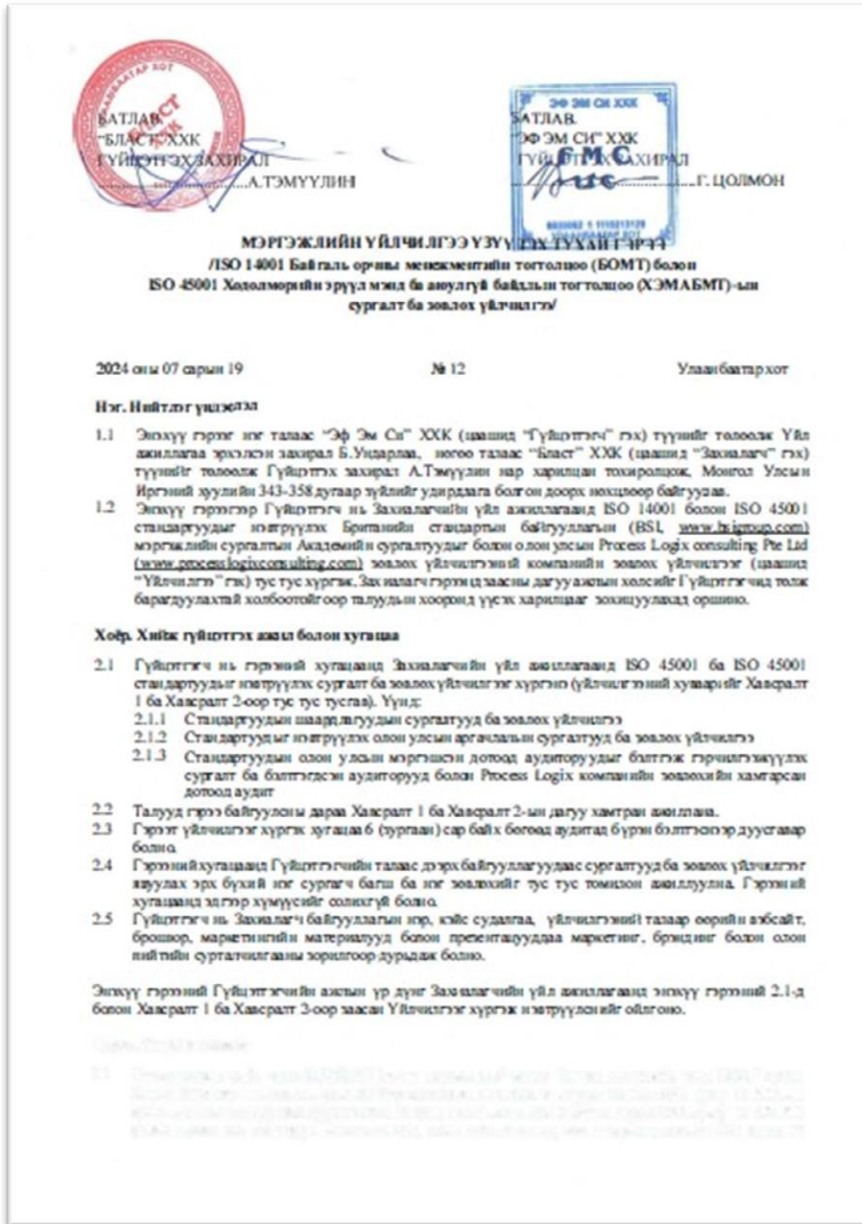 УЛААНБААТАР ХОТ
БЛАСТ
ХХК
БАТЛАВ.
"БЛАСТ" ХХК
ГҮЙЦЭТГЭХ ЗАХИРАЛ
А.ТЭМҮҮЛИН
ЭФ ЭМ СИ ХХК
БАТЛАВ.
"ЭФ ЭМ СИ" ХХК
ГҮЙЦЭТГЭХ ЗАХИРАЛ
FMC
Г. ЦОЛМОН
УЛААНБААТАР ХОТ
МЭРГЭЖЛИЙН ҮЙЛЧИЛГЭЭ ҮЗҮҮЛЭХ ТУХАЙ ГЭРЭЭ
/ISO 14001 Байгаль орчны менежментийн тогтолцоо (БОМТ) болон
ISO 45001 Хөдөлмөрийн эрүүл мэнд ба аюулгүй байдлын тогтолцоо (ХЭМАБМТ)-ын
сургалт ба зөвлөх үйлчилгээ/
2024 оны 07 сарын 19 № 12 Улаанбаатар хот
Нэг. Нийтлэг үндэслэл
1.1 Энэхүү гэрээг нэг талаас "Эф Эм Си" ХХК (цаашид "Гүйцэтгэгч" гэх) түүнийг төлөөлж Үйл
ажиллагаа эрхэлсэн захирал Б.Ундарлаа, нөгөө талаас "Бласт" ХХК (цаашид "Захиалагч" гэх)
түүнийг төлөөлж Гүйцэтгэх захирал А.Тэмүүлин нар харилцан тохиролцож, Монгол Улсын
Иргэний хуулийн 343-358 дугаар зүйлийг удирдлага болгон доорх нөхцлөөр байгуулав.
1.2 Энэхүү гэрээгээр Гүйцэтгэгч нь Захиалагчийн үйл ажиллагаанд ISO 14001 болон ISO 45001
стандартуудыг нэвтрүүлэх Британийн стандартын байгууллагын (BSI, www.bsigroup.com)
мэргэжлийн сургалтын Академийн сургалтуудыг болон олон улсын Process Logix consulting Pte Ltd
(www.processlogixconsulting.com) зөвлөх үйлчилгээний компанийн зөвлөх үйлчилгээг (цаашид
"Үйлчилгээ" гэх) тус тус хүргэж, Захиалагч гэрээнд заасны дагуу ажлын хөлсийг Гүйцэтгэгчид төлж
барагдуулахтай холбоотойгоор талуудын хооронд үүсэх харилцааг зохицуулахад оршино.
Хоёр. Хийж гүйцэтгэх ажил болон хугацаа
2.1 Гүйцэтгэгч нь гэрээний хугацаанд Захиалагчийн үйл ажиллагаанд ISO 45001 ба ISO 45001
стандартуудыг нэвтрүүлэх сургалт ба зөвлөх үйлчилгээг хүргэнэ (үйлчилгээний хуваарийг Хавсралт
1 ба Хавсралт 2-оор тус тус тусгав). Үүнд:
2.1.1 Стандартуудын шаардлагуудын сургалтууд ба зөвлөх үйлчилгээ
2.1.2 Стандартуудыг нэвтрүүлэх олон улсын аргачлалын сургалтууд ба зөвлөх үйлчилгээ
2.1.3 Стандартуудын олон улсын мэргэшсэн дотоод аудиторуудыг бэлтгэж гэрчилгээжүүлэх
сургалт ба бэлтгэгдсэн аудиторууд болон Process Logix компанийн зөвлөхийн хамтарсан
дотоод аудит
2.2 Талууд гэрээ байгуулсны дараа Хавсралт 1 ба Хавсралт 2-ын дагуу хамтран ажиллана.
2.3 Гэрээт үйлчилгээг хүргэх хугацаа 6 (зургаан) сар байх бөгөөд аудитад бүрэн бэлтгэснээр дуусгавар
болно.
2.4 Гэрээний хугацаанд Гүйцэтгэгчийн талаас дээрх байгууллагуудаас сургалтууд ба зөвлөх үйлчилгээг
явуулах эрх бүхий нэг сургагч багш ба нэг зөвлөхийг тус тус томилон ажиллуулна. Гэрээний
хугацаанд эдгээр хүмүүсийг солихгүй болно.
2.5 Гүйцэтгэгч нь Захиалагч байгууллагын нэр, кэйс судалгаа, үйлчилгээний талаар өөрийн вэбсайт,
брошюр, маркетингийн материалууд болон презентацууддаа маркетинг, брэндинг болон олон
нийтийн сурталчилгааны зорилгоор дурьдаж болно.
Энэхүү гэрээний Гүйцэтгэгчийн ажлын үр дүнг Захиалагчийн үйл ажиллагаанд энэхүү гэрээний 2.1-д
болон Хавсралт 1 ба Хавсралт 2-оор заасан Үйлчилгээг хүргэж нэвтрүүлснийг ойлгоно.